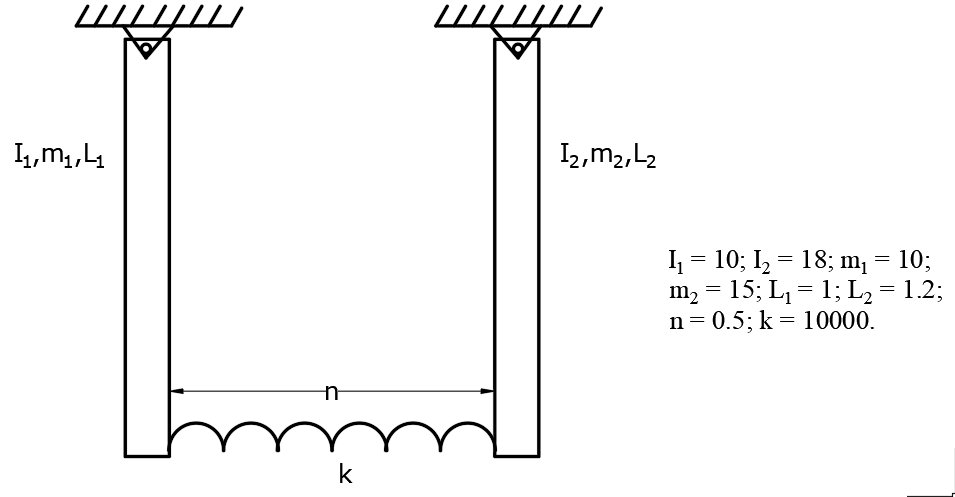 I₁,m₁,L₁
I₂,m₂,L₂
I₁ = 10; I₂ = 18; m₁ = 10;
m₂ = 15; L₁ = 1; L₂ = 1.2;
n = 0.5; k = 10000.
n
k